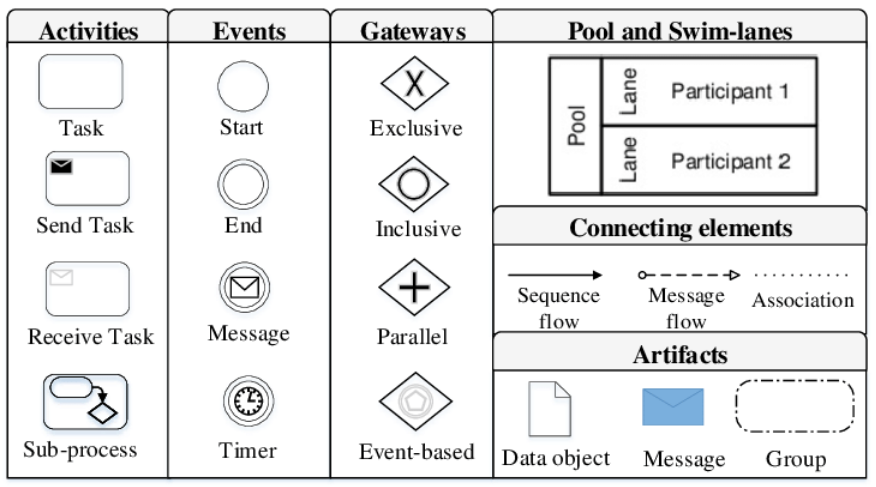 Activities
Task
Send Task
Receive Task
Sub-process
Events
Start
End
Message
Timer
Gateways
X
Exclusive
Inclusive
Parallel
Event-based
Pool and Swim-lanes
Pool
Lane
Participant 1
Lane
Participant 2
Connecting elements
Sequence
flow
Message
flow
Association
Artifacts
Data object
Message
Group